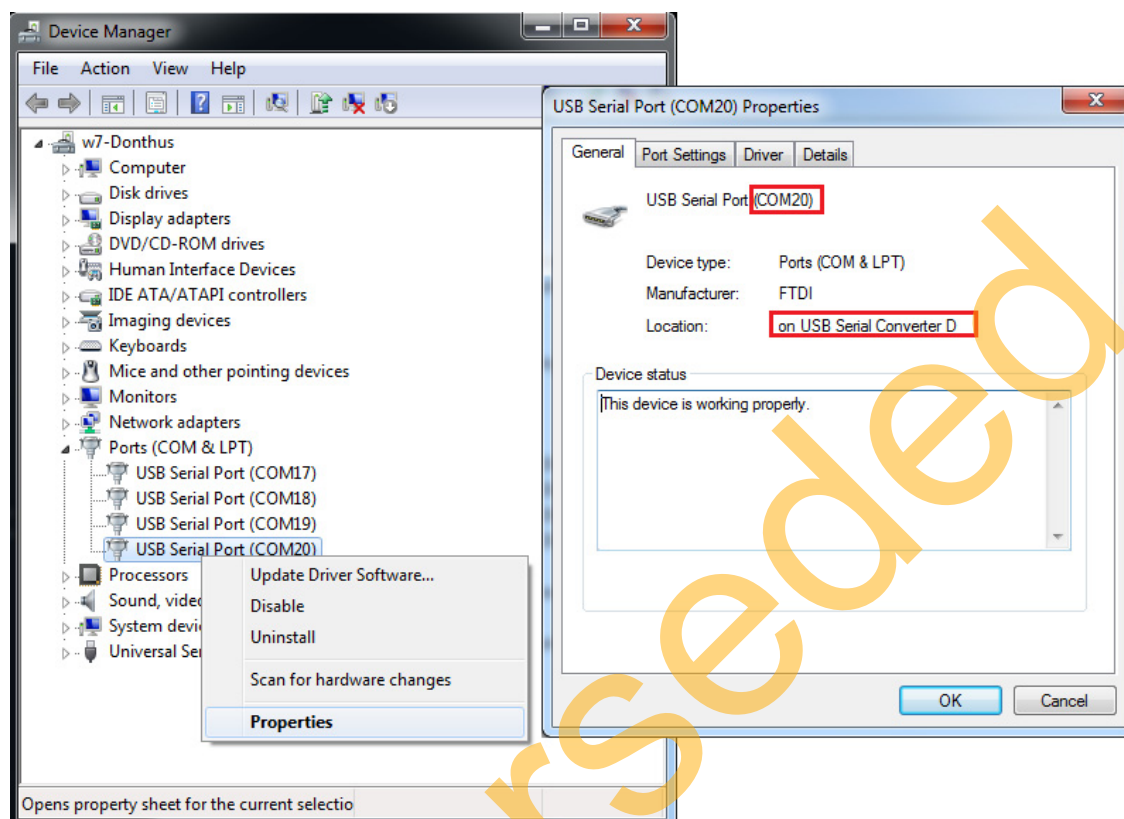 Device Manager
File Action View Help
w7-Donthus
Computer
Disk drives
Display adapters
DVD/CD-ROM drives
Human Interface Devices
IDE ATA/ATAPI controllers
Imaging devices
Keyboards
Mice and other pointing devices
Monitors
Network adapters
Ports (COM & LPT)
USB Serial Port (COM17)
USB Serial Port (COM18)
USB Serial Port (COM19)
USB Serial Port (COM20)
Processors
Sound, vide
System devi
Universal Se
Update Driver Software...
Disable
Uninstall
Scan for hardware changes
Properties
Opens property sheet for the current selectio
USB Serial Port (COM20) Properties
General Port Settings Driver Details
USB Serial Port (COM20)
Device type: Ports (COM & LPT)
Manufacturer: FTDI
Location: on USB Serial Converter D
Device status
This device is working properly.
OK Cancel
rseded